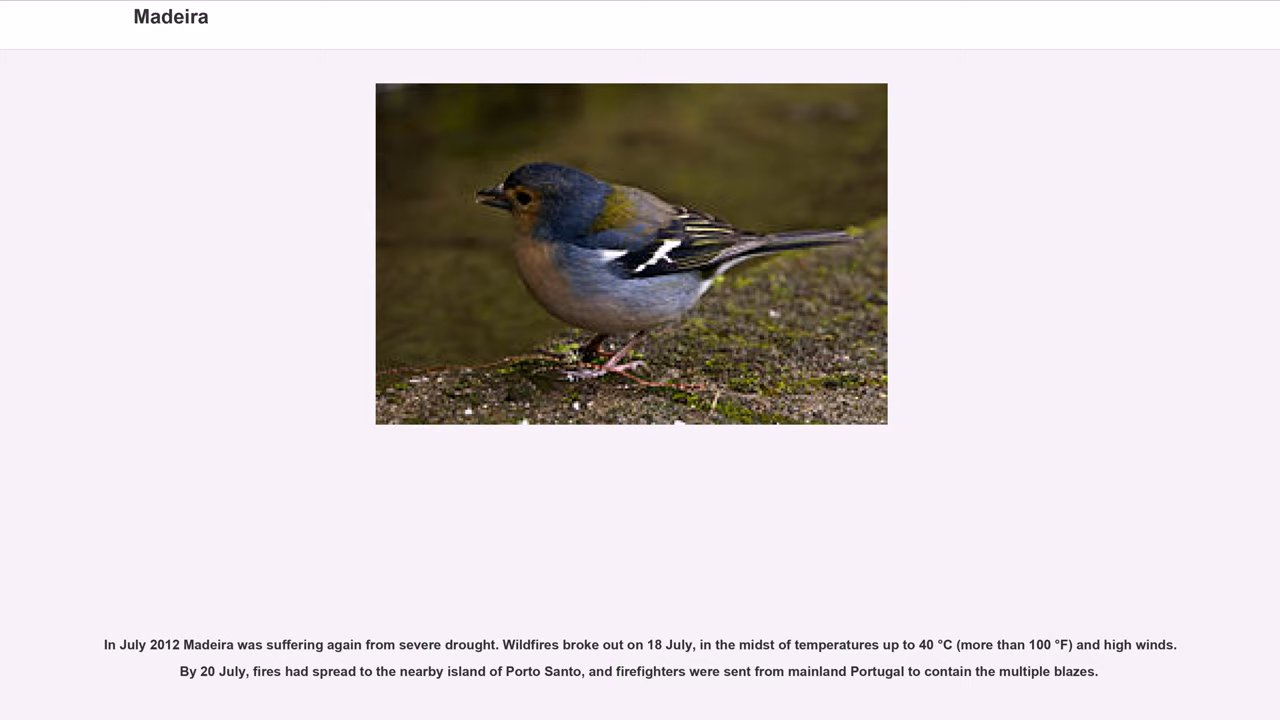 Madeira
In July 2012 Madeira was suffering again from severe drought. Wildfires broke out on 18 July, in the midst of temperatures up to 40 °C (more than 100 °F) and high winds.
By 20 July, fires had spread to the nearby island of Porto Santo, and firefighters were sent from mainland Portugal to contain the multiple blazes.